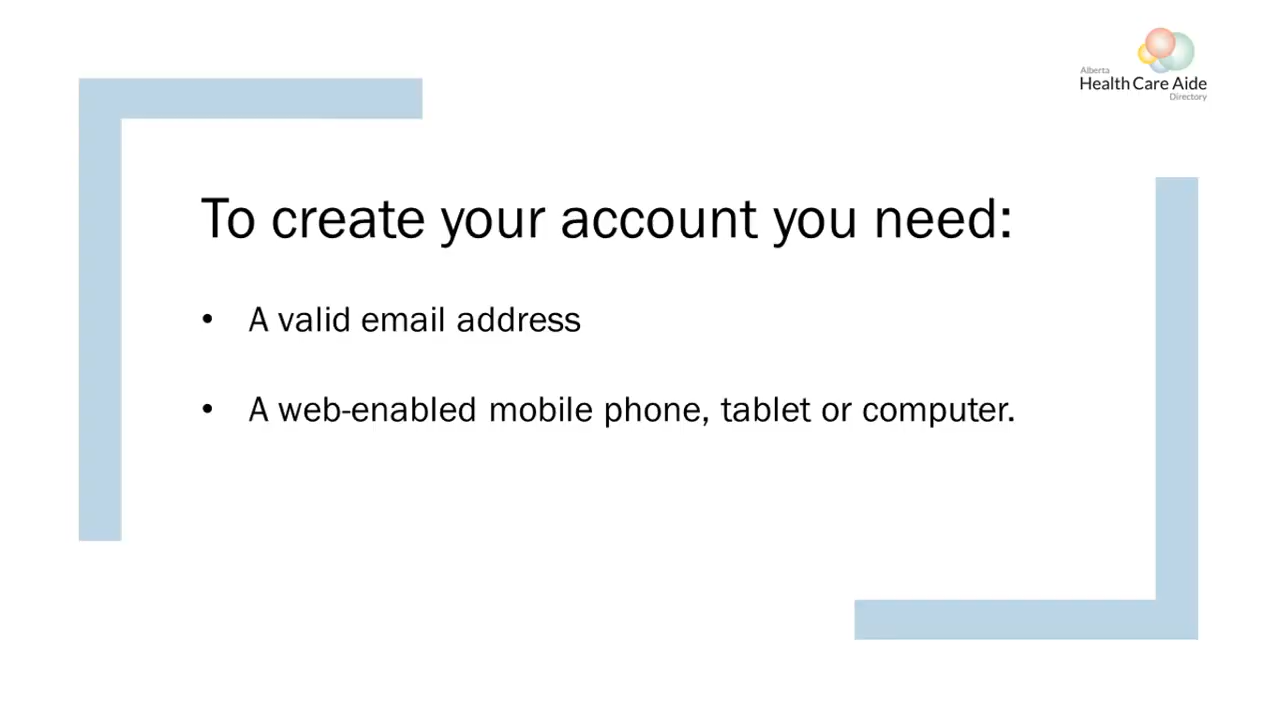 Alberta
Health Care Aide
Directory
To create your account you need:
• A valid email address
• A web-enabled mobile phone, tablet or computer.